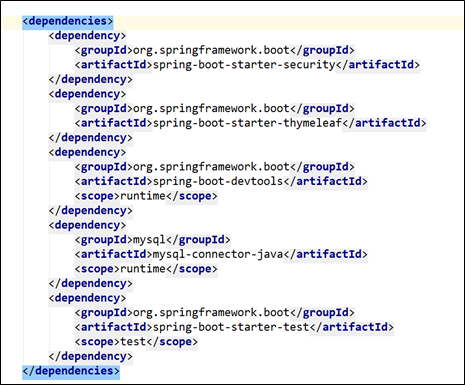 <dependencies>
<dependency>
<groupId>org.springframework.boot</groupId>
<artifactId>spring-boot-starter-security</artifactId>
</dependency>
<dependency>
<groupId>org.springframework.boot</groupId>
<artifactId>spring-boot-starter-thymeleaf</artifactId>
</dependency>
<dependency>
<groupId>org.springframework.boot</groupId>
<artifactId>spring-boot-devtools</artifactId>
<scope>runtime</scope>
</dependency>
<dependency>
<groupId>mysql</groupId>
<artifactId>mysql-connector-java</artifactId>
<scope>runtime</scope>
</dependency>
<dependency>
<groupId>org.springframework.boot</groupId>
<artifactId>spring-boot-starter-test</artifactId>
<scope>test</scope>
</dependency>
</dependencies>